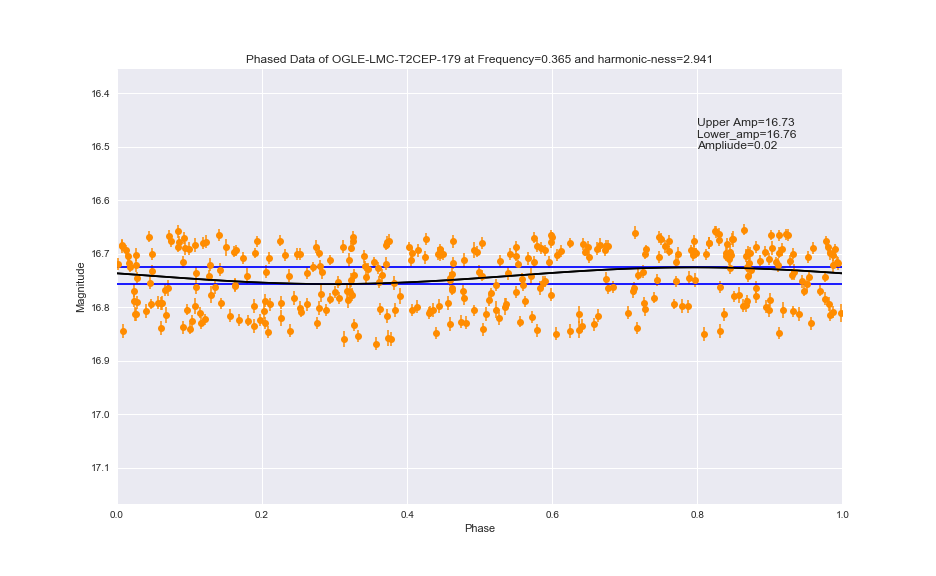 Phased Data of OGLE-LMC-T2CEP-179 at Frequency=0.365 and harmonic-ness=2.941
16.4
16.5
16.6
16.7
16.8
16.9
17.0
17.1
Magnitude
Upper Amp=16.73
Lower_amp=16.76
Ampliude=0.02
0.0 0.2 0.4 0.6 0.8 1.0
Phase